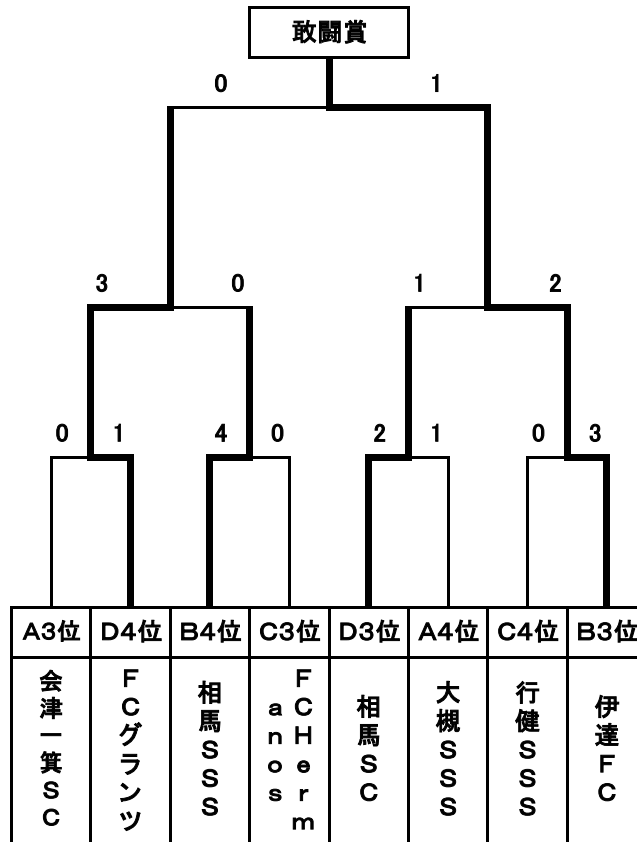 敢闘賞
0 1
3 0 1 2
0 1 4 0 2 1 0 3
A3位 D4位 B4位 C3位 D3位 A4位 C4位 B3位
会津一箕SC
FCグランツ
相馬SSS
FCHerm
anos
相馬SC
大槻SSS
行健SSS
伊達FC